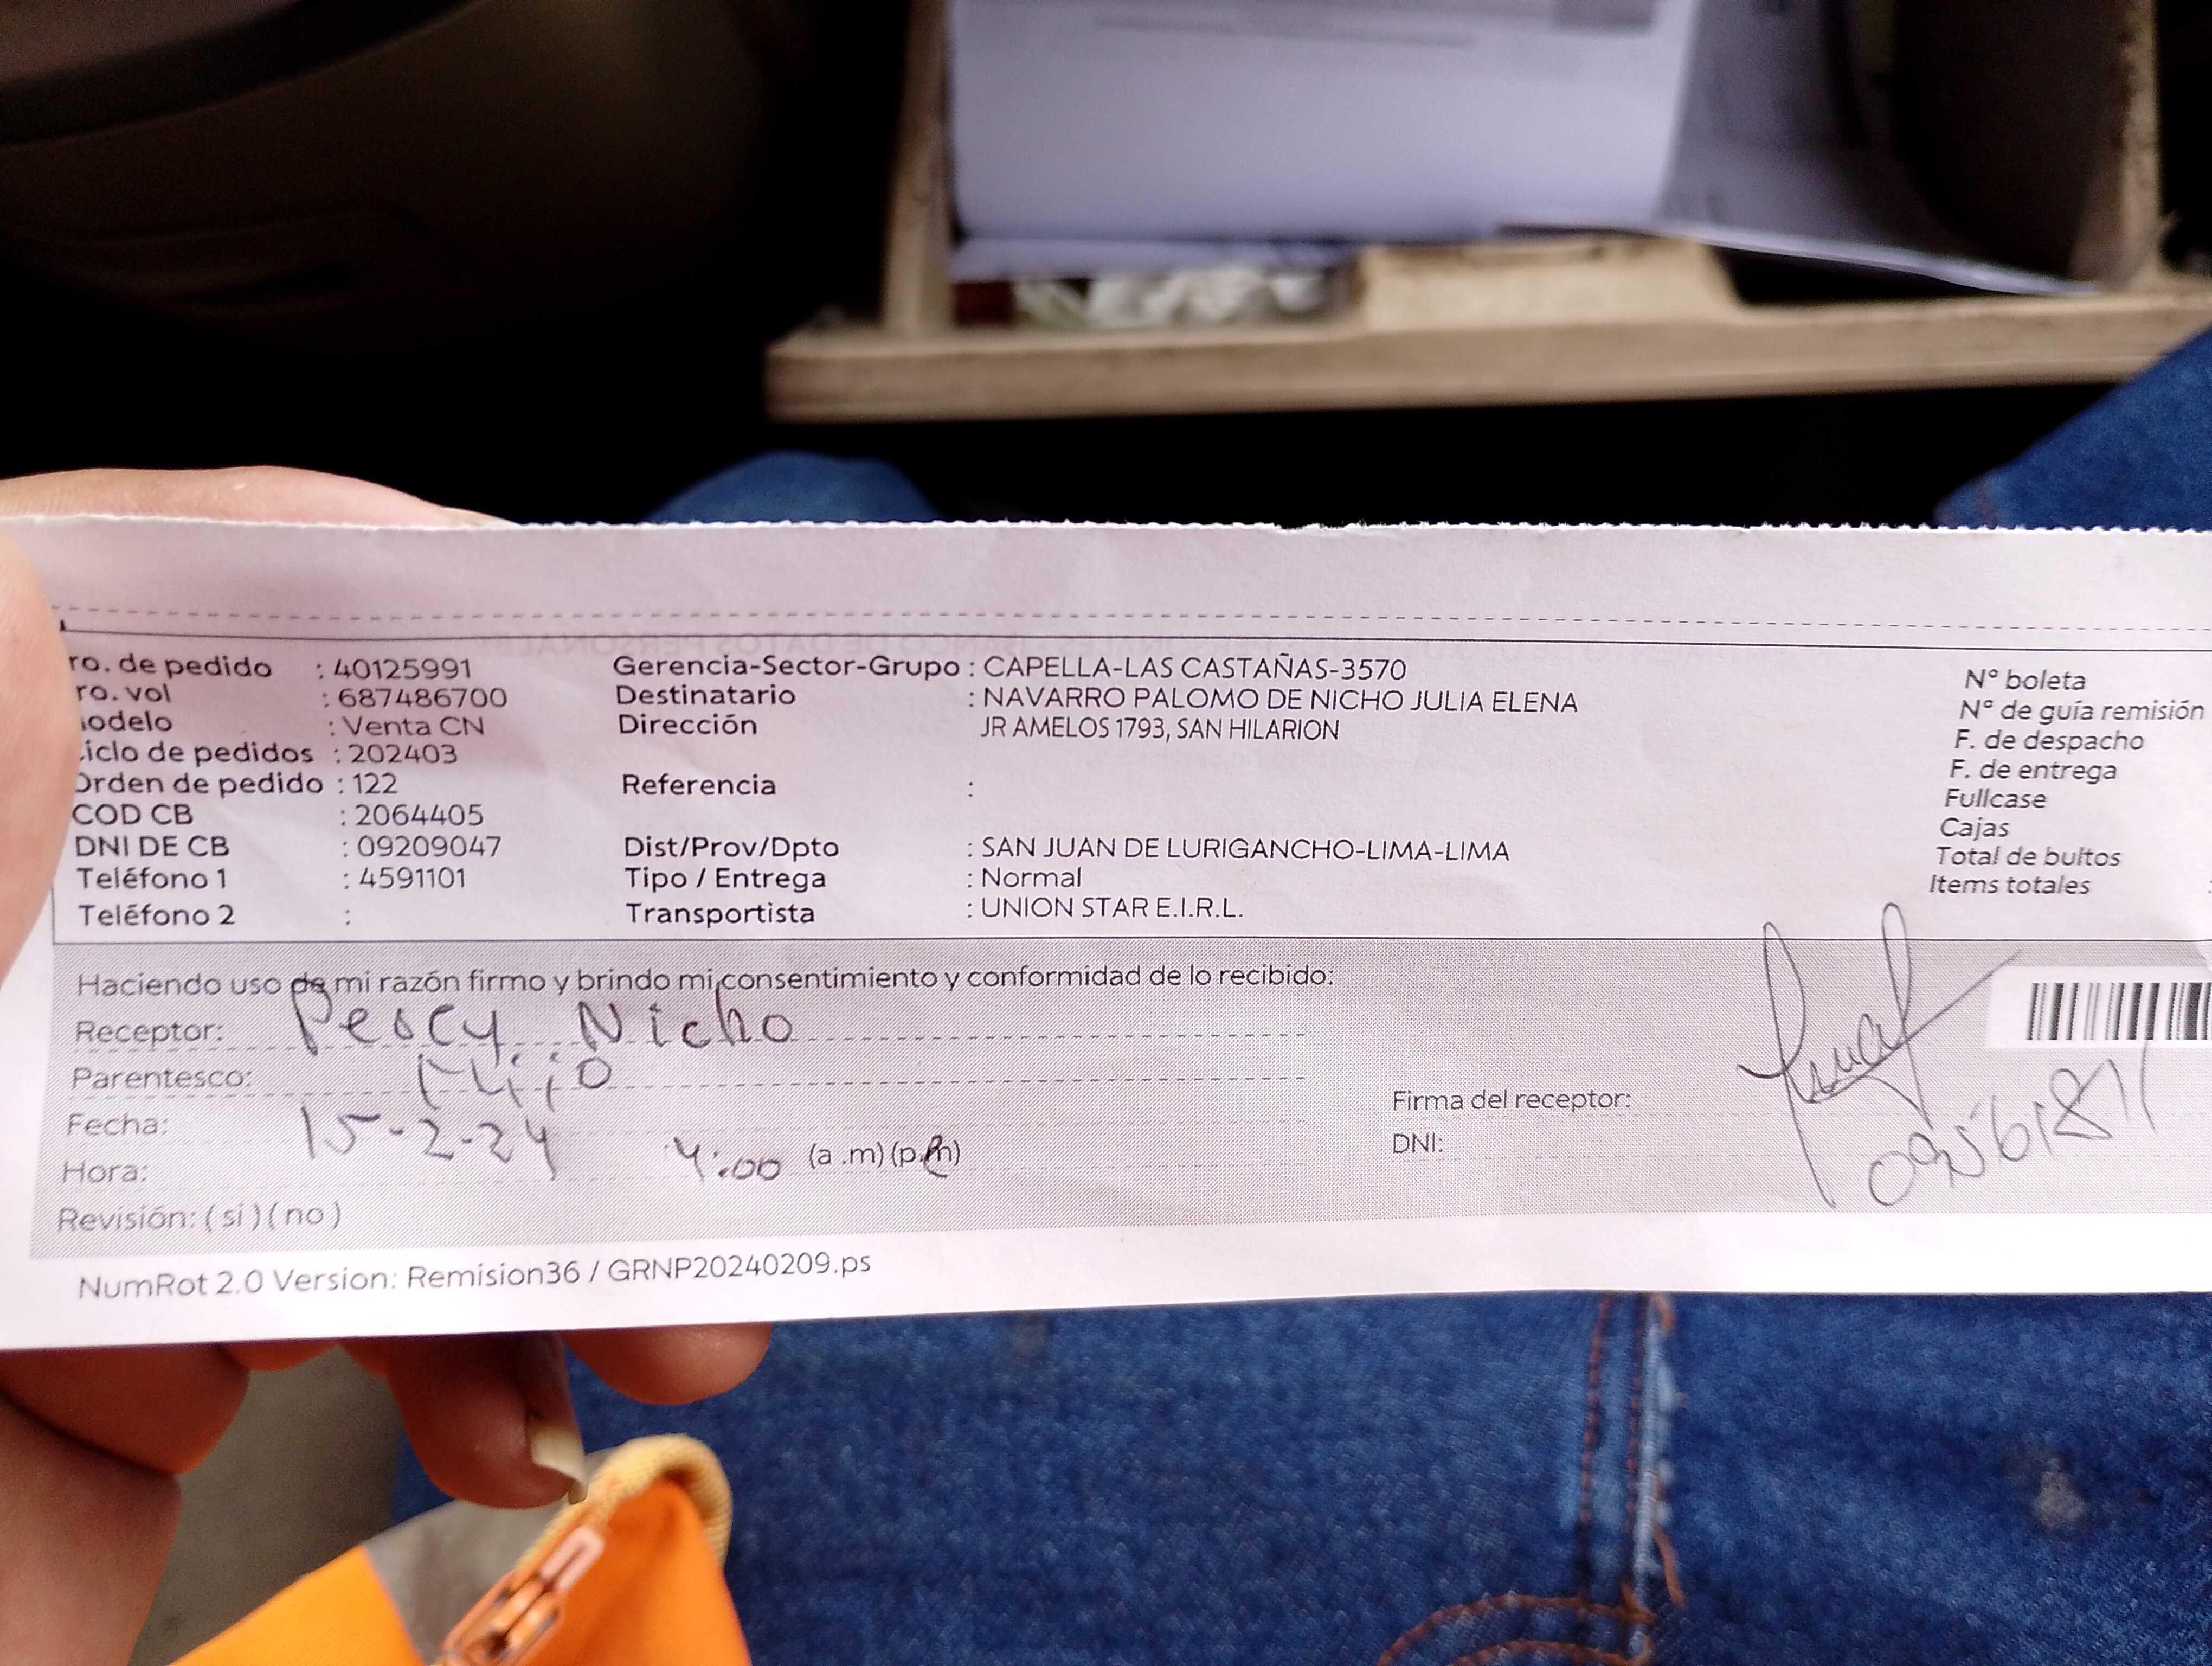 ro. de pedido : 40125991
ro. vol : 687486700
odelo : Venta CN
iclo de pedidos : 202403
Orden de pedido : 122
COD CB : 2064405
DNI DE CB : 09209047
Teléfono 1 : 4591101
Teléfono 2 :
Gerencia-Sector-Grupo : CAPELLA-LAS CASTAÑAS-3570
Destinatario : NAVARRO PALOMO DE NICHO JULIA ELENA
Dirección JR AMELOS 1793, SAN HILARION
Referencia :
Dist/Prov/Dpto : SAN JUAN DE LURIGANCHO-LIMA-LIMA
Tipo / Entrega : Normal
Transportista : UNION STAR E.I.R.L.
N° boleta
N° de guía remisión
F. de despacho
F. de entrega
Fullcase
Cajas
Total de bultos
Items totales :
Haciendo uso de mi razón firmo y brindo mi consentimiento y conformidad de lo recibido:
Receptor: Percy Nicho
Parentesco: Hijo
Fecha: 15-2-24
Hora: 4:00 (a .m) (p.m)
Revisión: ( si ) ( no )
Firma del receptor:
DNI:
NumRot 2.0 Version: Remision36 / GRNP20240209.ps